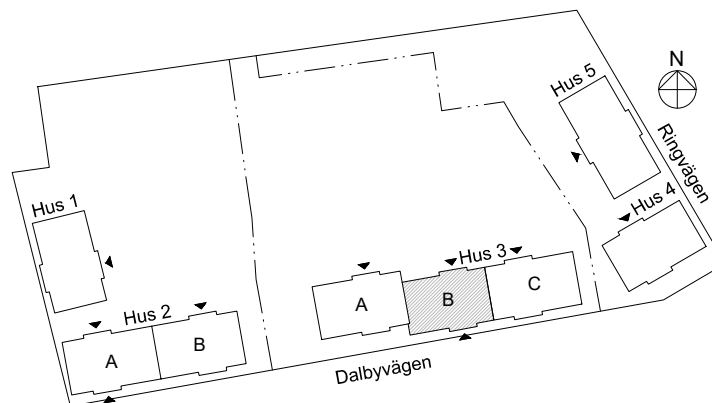 Hus 5
N
Ringvägen
Hus 1
Hus 4
Hus 3
Hus 2
A
B
C
A
B
Dalbyvägen